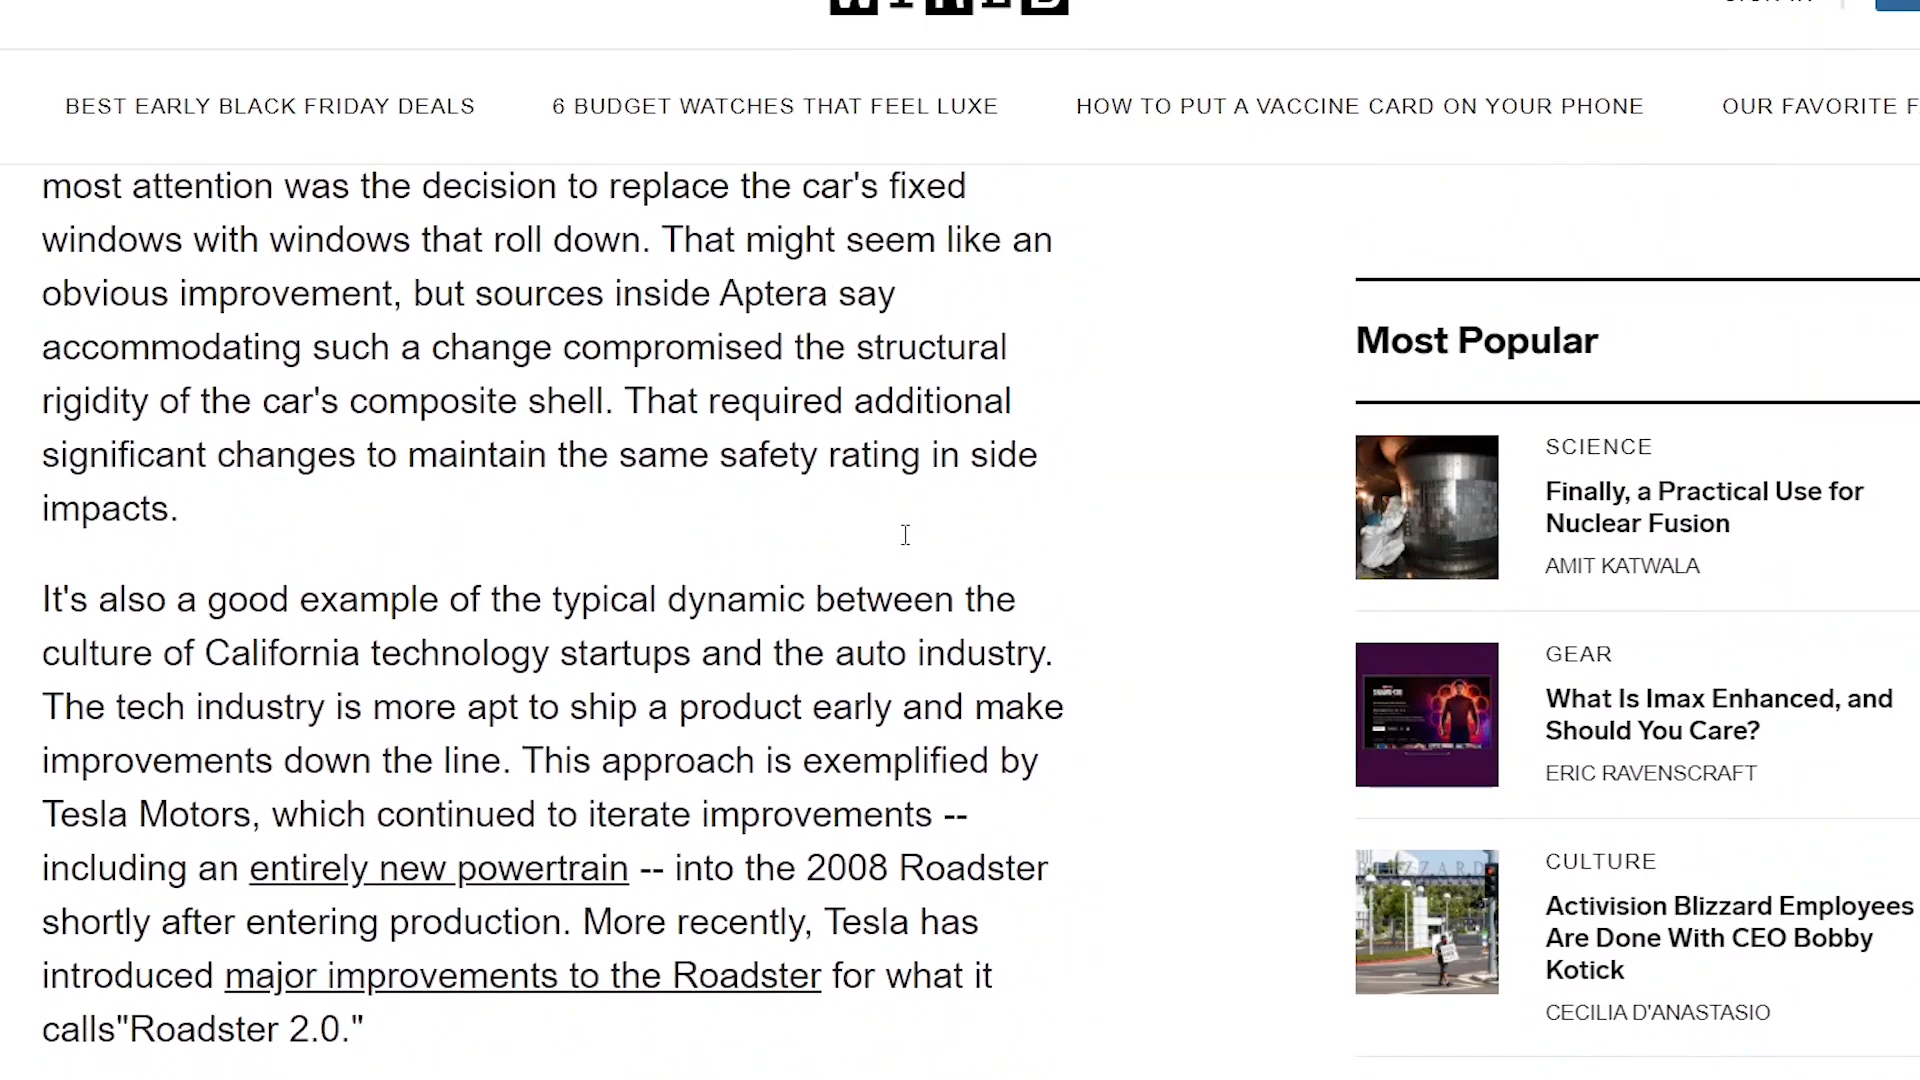 WIRED
SIGN IN
BEST EARLY BLACK FRIDAY DEALS
6 BUDGET WATCHES THAT FEEL LUXE
HOW TO PUT A VACCINE CARD ON YOUR PHONE
OUR FAVORITE F
most attention was the decision to replace the car's fixed
windows with windows that roll down. That might seem like an
obvious improvement, but sources inside Aptera say
accommodating such a change compromised the structural
rigidity of the car's composite shell. That required additional
significant changes to maintain the same safety rating in side
impacts.
It's also a good example of the typical dynamic between the
culture of California technology startups and the auto industry.
The tech industry is more apt to ship a product early and make
improvements down the line. This approach is exemplified by
Tesla Motors, which continued to iterate improvements --
including an entirely new powertrain -- into the 2008 Roadster
shortly after entering production. More recently, Tesla has
introduced major improvements to the Roadster for what it
calls"Roadster 2.0."
Most Popular
SCIENCE
Finally, a Practical Use for
Nuclear Fusion
AMIT KATWALA
GEAR
What Is Imax Enhanced, and
Should You Care?
ERIC RAVENSCRAFT
CULTURE
Activision Blizzard Employees
Are Done With CEO Bobby
Kotick
CECILIA D'ANASTASIO